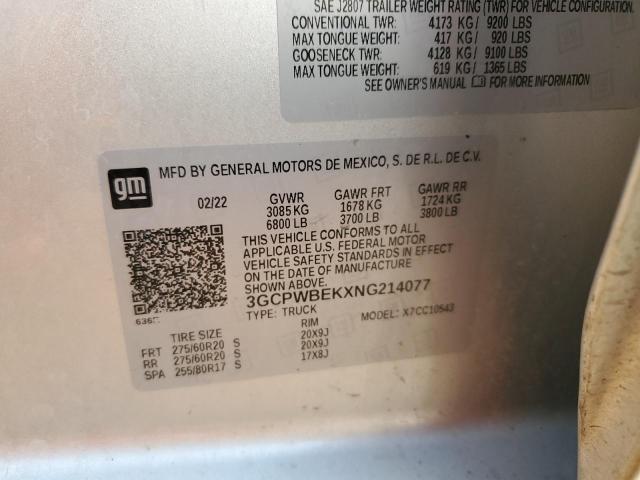 SAE J2807 TRAILER WEIGHT RATING (TWR) FOR VEHICLE CONFIGURATION.
CONVENTIONAL TWR: 4173 KG/ 9200 LBS
MAX TONGUE WEIGHT: 417 KG/ 920 LBS
GOOSENECK TWR: 4128 KG/ 9100 LBS
MAX TONGUE WEIGHT: 619 KG/ 1365 LBS
SEE OWNER'S MANUAL FOR MORE INFORMATION
gm
MFD BY GENERAL MOTORS DE MEXICO, S. DE R.L. DE C.V.
02/22 GVWR GAWR FRT GAWR RR
3085 KG 1678 KG 1724 KG
6800 LB 3700 LB 3800 LB
THIS VEHICLE CONFORMS TO ALL
APPLICABLE U.S. FEDERAL MOTOR
VEHICLE SAFETY STANDARDS IN EFFECT
SHOWN ABOVE.
3GCPWBEKXNG214077
TYPE: TRUCK MODEL: X7CC10543
TIRE SIZE RIM
FRT 275/60R20 S 20X9J
RR 275/60R20 S 20X9J
SPA 255/80R17 S 17X8J